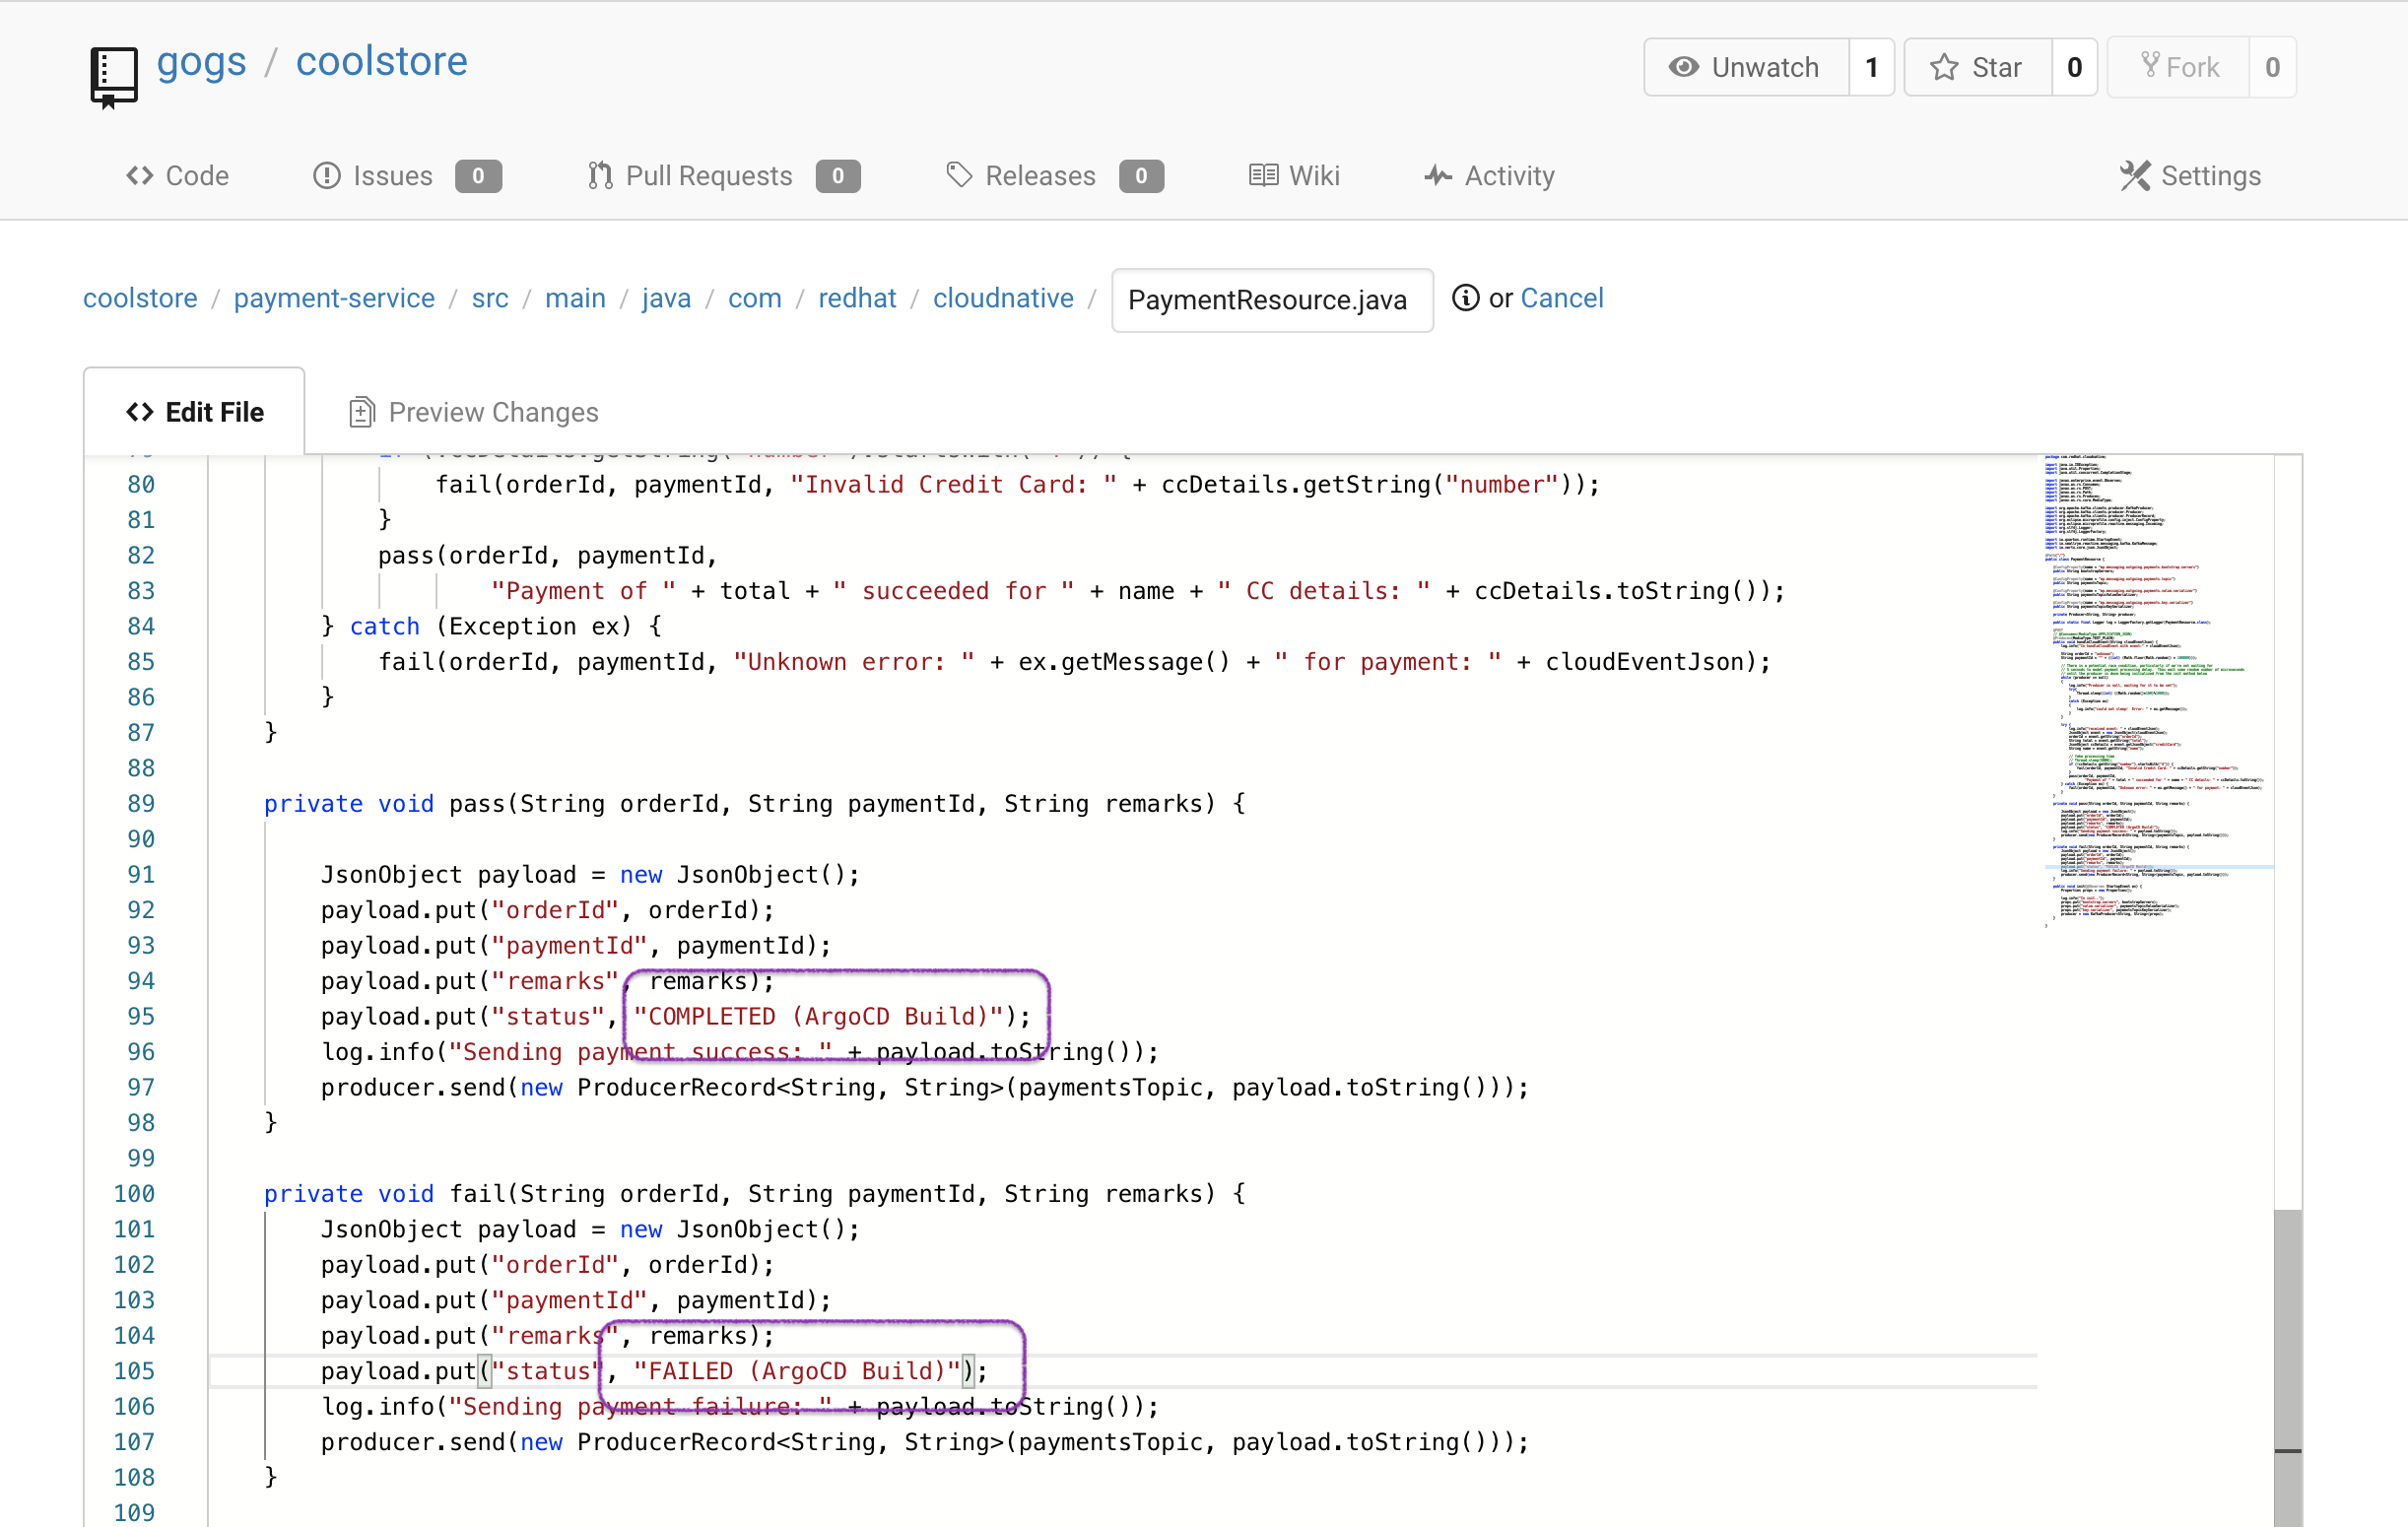 gogs / coolstore
Unwatch 1 Star 0 Fork 0
Code Issues 0 Pull Requests 0 Releases 0 Wiki Activity Settings
coolstore / payment-service / src / main / java / com / redhat / cloudnative / PaymentResource.java or Cancel
Edit File Preview Changes
80 fail(orderId, paymentId, "Invalid Credit Card: " + ccDetails.getString("number"));
81 }
82 pass(orderId, paymentId,
83 "Payment of " + total + " succeeded for " + name + " CC details: " + ccDetails.toString());
84 } catch (Exception ex) {
85 fail(orderId, paymentId, "Unknown error: " + ex.getMessage() + " for payment: " + cloudEventJson);
86 }
87 }
88
89 private void pass(String orderId, String paymentId, String remarks) {
90
91 JsonObject payload = new JsonObject();
92 payload.put("orderId", orderId);
93 payload.put("paymentId", paymentId);
94 payload.put("remarks", remarks);
95 payload.put("status", "COMPLETED (ArgoCD Build)");
96 log.info("Sending payment success: " + payload.toString());
97 producer.send(new ProducerRecord<String, String>(paymentsTopic, payload.toString()));
98 }
99
100 private void fail(String orderId, String paymentId, String remarks) {
101 JsonObject payload = new JsonObject();
102 payload.put("orderId", orderId);
103 payload.put("paymentId", paymentId);
104 payload.put("remarks", remarks);
105 payload.put("status", "FAILED (ArgoCD Build)");
106 log.info("Sending payment failure: " + payload.toString());
107 producer.send(new ProducerRecord<String, String>(paymentsTopic, payload.toString()));
108 }
109